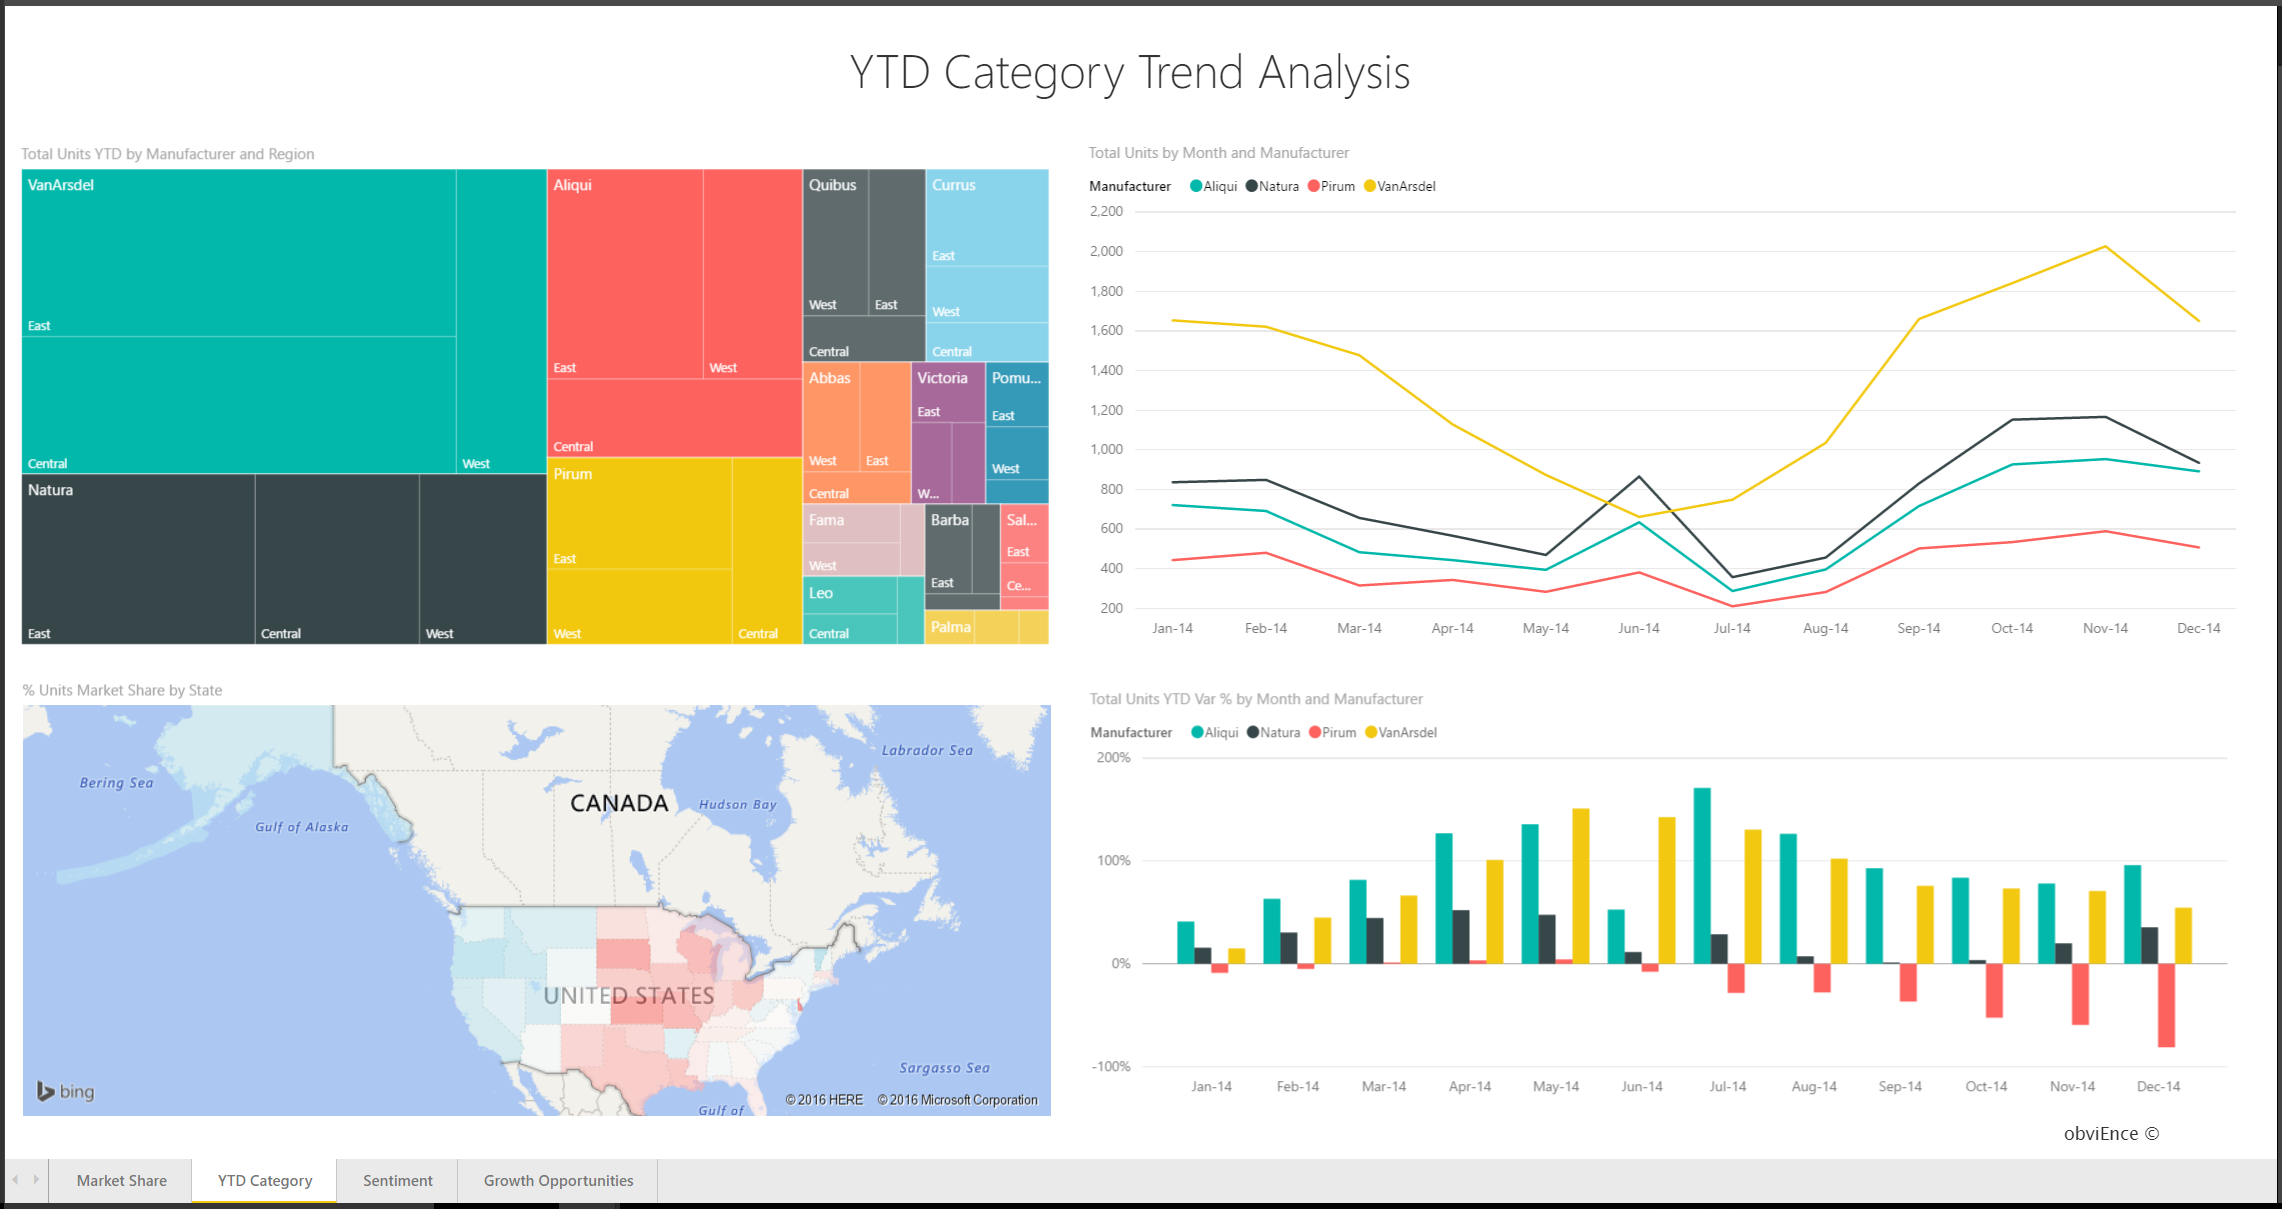 YTD Category Trend Analysis
Total Units YTD by Manufacturer and Region
VanArsdel
East
Central
West
Natura
East
Central
West
Aliqui
East
West
Central
Pirum
East
West
Central
Quibus
West
East
Central
Currus
East
West
Central
Abbas
West
East
Central
Victoria
East
W...
Pomu...
East
West
Fama
West
Leo
Central
Barba
East
Sal...
East
Ce...
Palma
Total Units by Month and Manufacturer
Manufacturer Aliqui Natura Pirum VanArsdel
2,200
2,000
1,800
1,600
1,400
1,200
1,000
800
600
400
200
Jan-14 Feb-14 Mar-14 Apr-14 May-14 Jun-14 Jul-14 Aug-14 Sep-14 Oct-14 Nov-14 Dec-14
% Units Market Share by State
Labrador Sea
Bering Sea
CANADA
Hudson Bay
Gulf of Alaska
UNITED STATES
Sargasso Sea
bing
© 2016 HERE © 2016 Microsoft Corporation
Gulf of
Total Units YTD Var % by Month and Manufacturer
Manufacturer Aliqui Natura Pirum VanArsdel
200%
100%
0%
-100%
Jan-14 Feb-14 Mar-14 Apr-14 May-14 Jun-14 Jul-14 Aug-14 Sep-14 Oct-14 Nov-14 Dec-14
obviEnce ©
Market Share YTD Category Sentiment Growth Opportunities